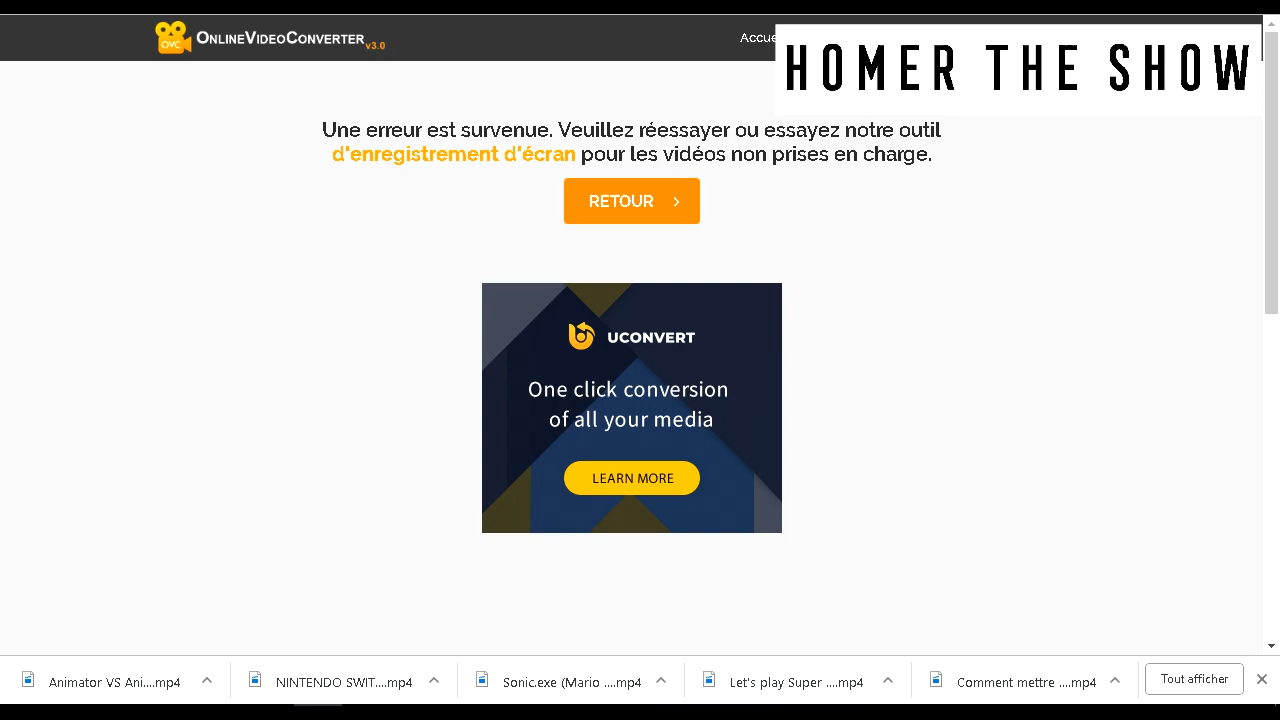 OVC ONLINEVIDEOCONVERTER v3.0
HOMER THE SHOW
Une erreur est survenue. Veuillez réessayer ou essayez notre outil
d'enregistrement d'écran pour les vidéos non prises en charge.
RETOUR
UCONVERT
One click conversion
of all your media
LEARN MORE
Animator VS Ani....mp4
NINTENDO SWIT....mp4
Sonic.exe (Mario ....mp4
Let's play Super ....mp4
Comment mettre ....mp4
Tout afficher